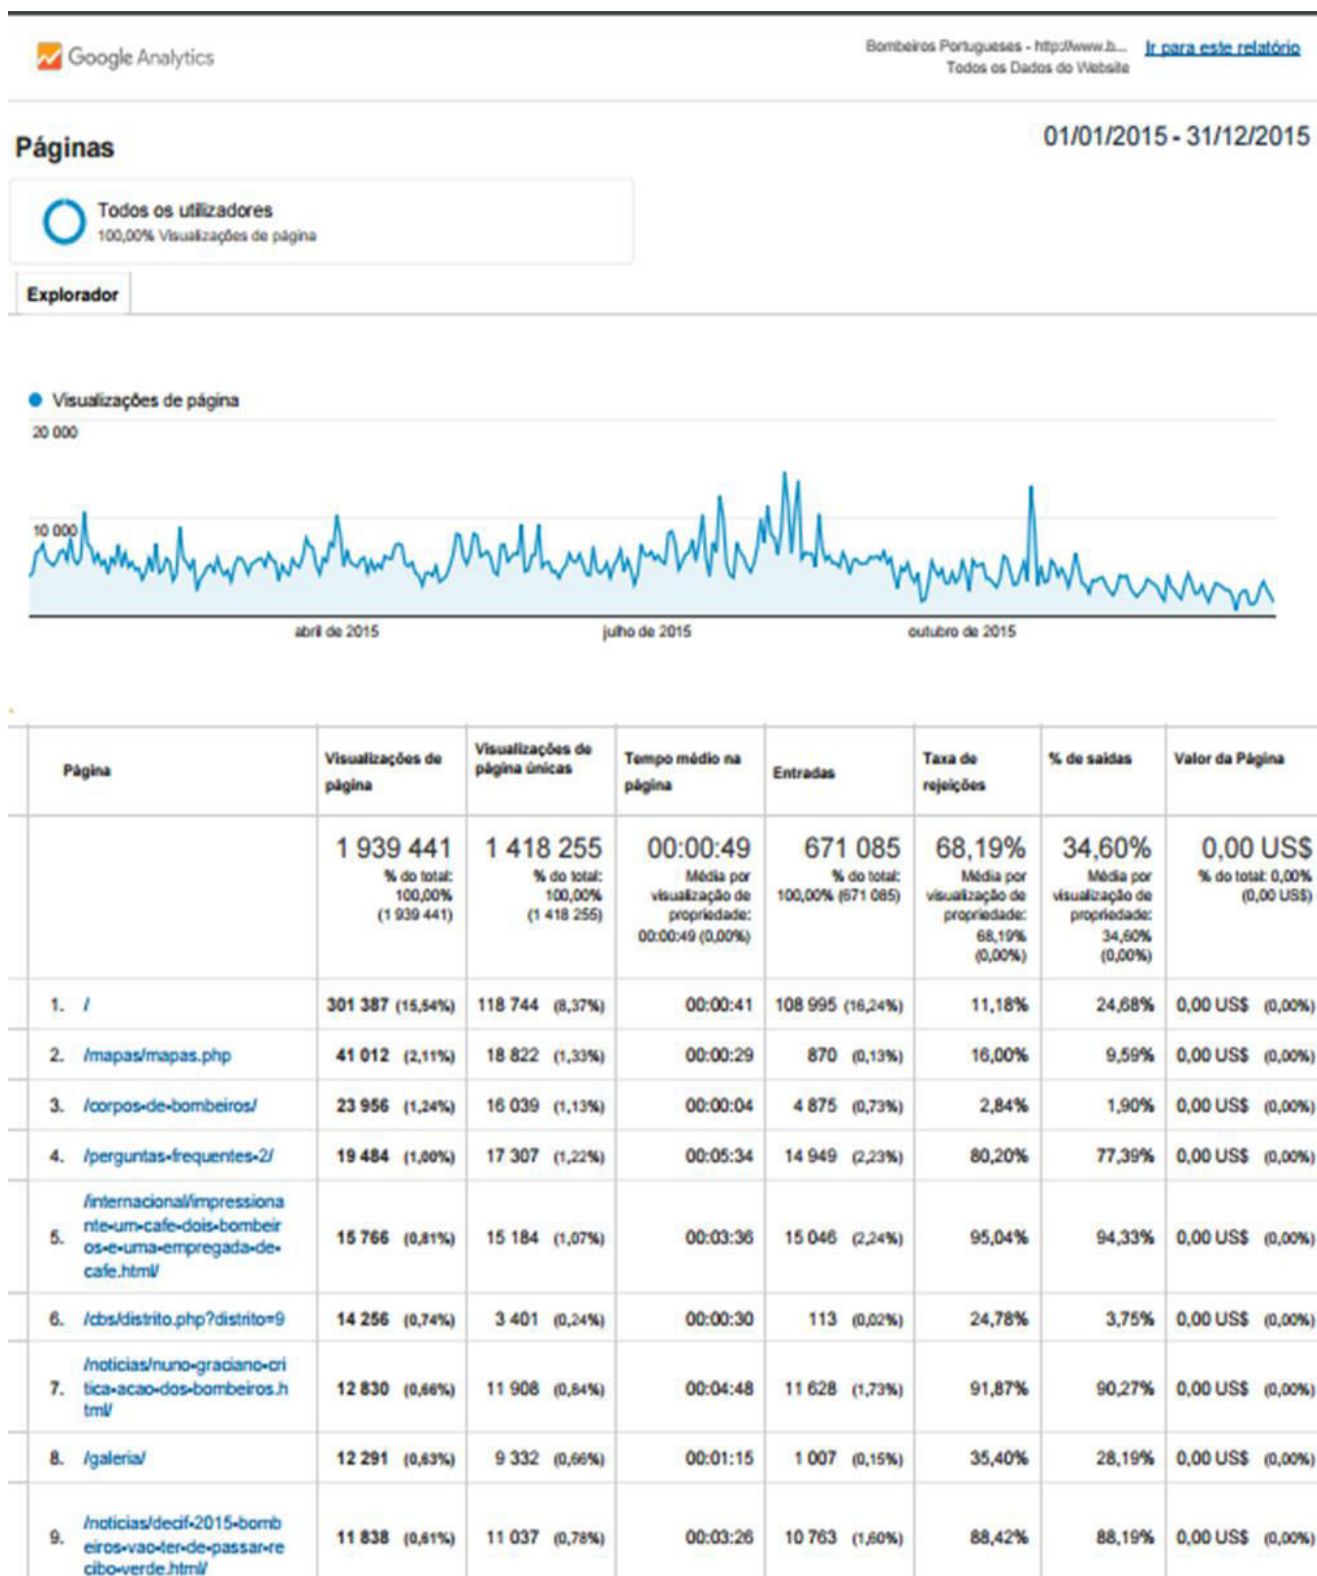 Google Analytics
Bombeiros Portugueses - http://www.b... Ir para este relatório
Todos os Dados do Website
Páginas
01/01/2015 - 31/12/2015
Todos os utilizadores
100,00% Visualizações de página
Explorador
Visualizações de página
20 000
10 000
abril de 2015 julho de 2015 outubro de 2015
Página Visualizações de página Visualizações de página únicas Tempo médio na página Entradas Taxa de rejeições % de saídas Valor da Página
1 939 441 1 418 255 00:00:49 671 085 68,19% 34,60% 0,00 US$
% do total: 100,00% (1 939 441) % do total: 100,00% (1 418 255) Média por visualização de propriedade: 00:00:49 (0,00%) % do total: 100,00% (671 085) Média por visualização de propriedade: 68,19% (0,00%) Média por visualização de propriedade: 34,60% (0,00%) % do total: 0,00% (0,00 US$)
1. / 301 387 (15,54%) 118 744 (8,37%) 00:00:41 108 995 (16,24%) 11,18% 24,68% 0,00 US$ (0,00%)
2. /mapas/mapas.php 41 012 (2,11%) 18 822 (1,33%) 00:00:29 870 (0,13%) 16,00% 9,59% 0,00 US$ (0,00%)
3. /corpos-de-bombeiros/ 23 956 (1,24%) 16 039 (1,13%) 00:00:04 4 875 (0,73%) 2,84% 1,90% 0,00 US$ (0,00%)
4. /perguntas-frequentes-2/ 19 484 (1,00%) 17 307 (1,22%) 00:05:34 14 949 (2,23%) 80,20% 77,39% 0,00 US$ (0,00%)
/internacional/impressiona
nte-um-cafe-dois-bombeir
5. os-e-uma-empregada-de- 15 766 (0,81%) 15 184 (1,07%) 00:03:36 15 046 (2,24%) 95,04% 94,33% 0,00 US$ (0,00%)
cafe.html/
6. /cbs/distrito.php?distrito=9 14 256 (0,74%) 3 401 (0,24%) 00:00:30 113 (0,02%) 24,78% 3,75% 0,00 US$ (0,00%)
/noticias/nuno-graciano-cri
7. tica-acao-dos-bombeiros.h 12 830 (0,66%) 11 908 (0,84%) 00:04:48 11 628 (1,73%) 91,87% 90,27% 0,00 US$ (0,00%)
tml/
8. /galeria/ 12 291 (0,63%) 9 332 (0,66%) 00:01:15 1 007 (0,15%) 35,40% 28,19% 0,00 US$ (0,00%)
/noticias/decif-2015-bomb
9. eiros-vao-ter-de-passar-re 11 838 (0,61%) 11 037 (0,78%) 00:03:26 10 763 (1,60%) 88,42% 88,19% 0,00 US$ (0,00%)
cibo-verde.html/